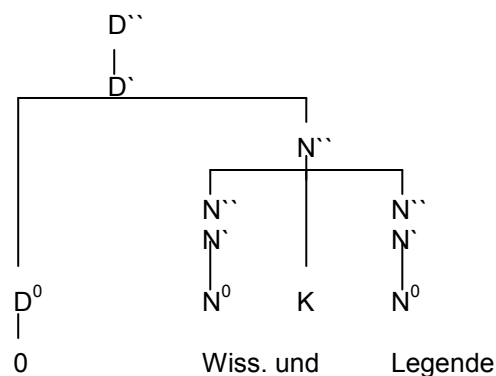 D``
D`
N``
N`` N``
N` N`
D⁰ N⁰ K N⁰
0 Wiss. und Legende